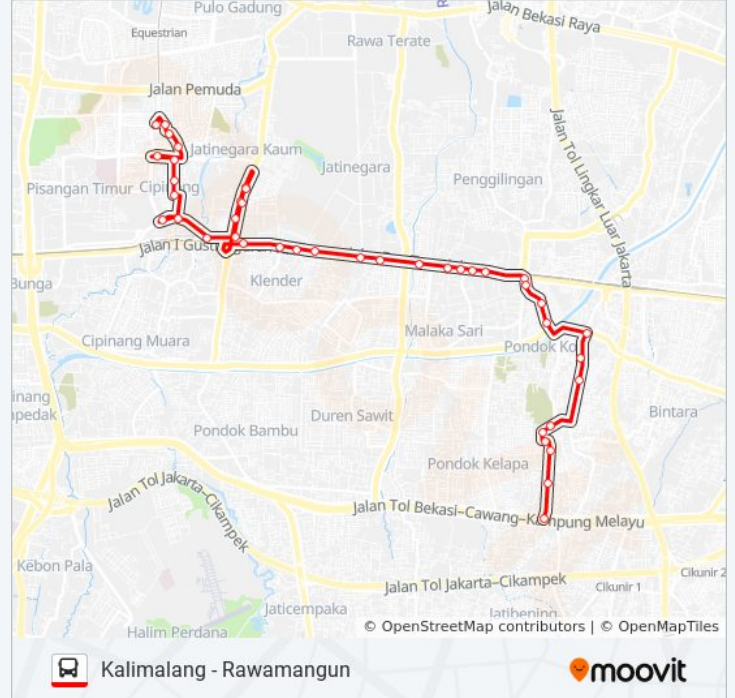 Pulo Gadung
Jalan Bekasi Raya
Equestrian
Rawa Terate
Jalan Pemuda
Jatinegara Kaum
Jatinegara
Penggilingan
Jalan Tol Lingkar Luar Jakarta
Pisangan Timur
Cipinang
Jalan I Gusti
Bunga
Klender
Malaka Sari
Cipinang Muara
Pondok Ko
inang
mpedak
Duren Sawit
Bintara
Pondok Bambu
Pondok Kelapa
Jalan Tol Jakarta–Cikampek
Jalan Tol Bekasi–Cawang–Kampung Melayu
Kebon Pala
Jalan Tol Jakarta–Cikampek
Cikunir 1
Cikunir 2
Jaticempaka
Jatibening
Halim Perdana
© OpenStreetMap contributors | © OpenMapTiles
Kalimalang - Rawamangun
moovit